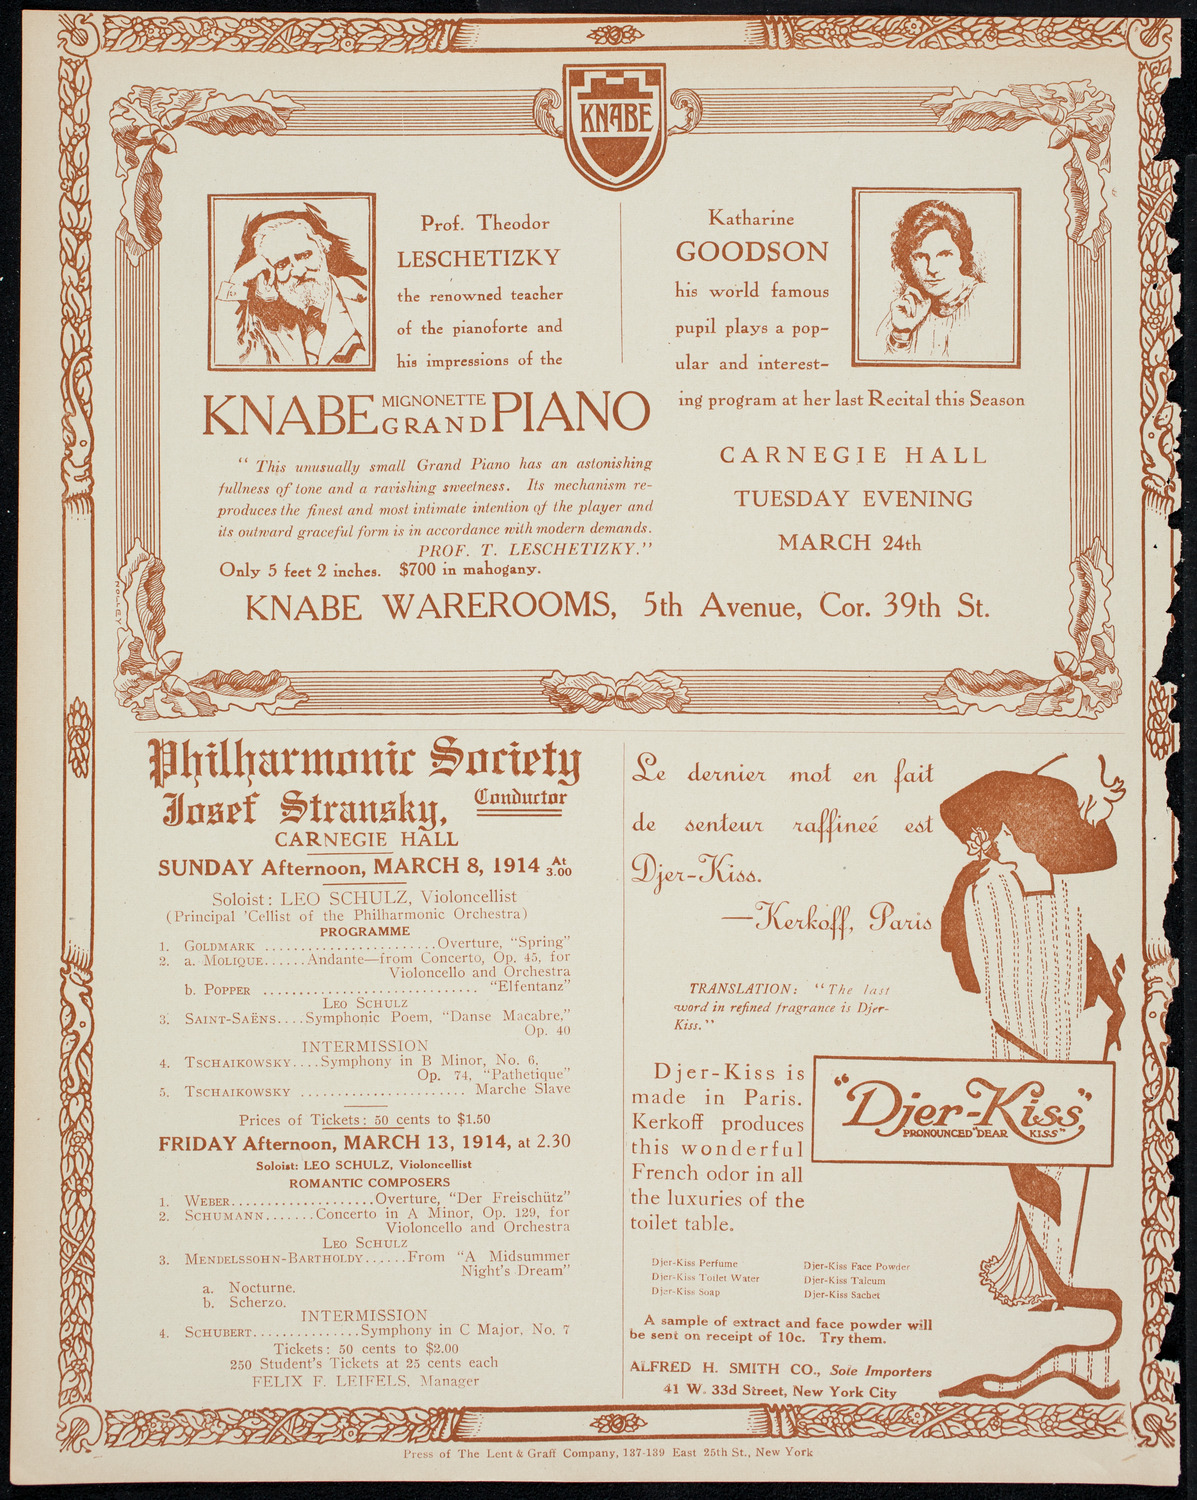 KNABE
Prof. Theodor
LESCHETIZKY
the renowned teacher
of the pianoforte and
his impressions of the
KNABE MIGNONETTE GRAND PIANO
“ This unusually small Grand Piano has an astonishing
fullness of tone and a ravishing sweetness. Its mechanism re-
produces the finest and most intimate intention of the player and
its outward graceful form is in accordance with modern demands.
PROF. T. LESCHETIZKY.”
Only 5 feet 2 inches. $700 in mahogany.
Katharine
GOODSON
his world famous
pupil plays a pop-
ular and interest-
ing program at her last Recital this Season
CARNEGIE HALL
TUESDAY EVENING
MARCH 24th
KNABE WAREROOMS, 5th Avenue, Cor. 39th St.
Philharmonic Society
Josef Stransky, Conductor
CARNEGIE HALL
SUNDAY Afternoon, MARCH 8, 1914 At 3.00
Soloist: LEO SCHULZ, Violoncellist
(Principal 'Cellist of the Philharmonic Orchestra)
PROGRAMME
1. GOLDMARK ........................Overture, “Spring”
2. a. MOLIQUE......Andante—from Concerto, Op. 45, for
Violoncello and Orchestra
b. POPPER .............................. “Elfentanz”
LEO SCHULZ
3. SAINT-SAËNS....Symphonic Poem, “Danse Macabre,”
Op. 40
INTERMISSION
4. TSCHAIKOWSKY....Symphony in B Minor, No. 6,
Op. 74, “Pathetique”
5. TSCHAIKOWSKY ....................... Marche Slave
Prices of Tickets: 50 cents to $1.50
FRIDAY Afternoon, MARCH 13, 1914, at 2.30
Soloist: LEO SCHULZ, Violoncellist
ROMANTIC COMPOSERS
1. WEBER....................Overture, “Der Freischütz”
2. SCHUMANN.......Concerto in A Minor, Op. 129, for
Violoncello and Orchestra
LEO SCHULZ
3. MENDELSSOHN-BARTHOLDY......From “A Midsummer
Night's Dream”
a. Nocturne.
b. Scherzo.
INTERMISSION
4. SCHUBERT...............Symphony in C Major, No. 7
Tickets: 50 cents to $2.00
250 Student's Tickets at 25 cents each
FELIX F. LEIFELS, Manager
Le dernier mot en fait
de senteur raffineé est
Djer-Kiss.
—Kerkoff, Paris
TRANSLATION: “The last
word in refined fragrance is Djer-
Kiss.”
Djer-Kiss is
made in Paris.
Kerkoff produces
this wonderful
French odor in all
the luxuries of the
toilet table.
“Djer-Kiss”
PRONOUNCED “DEAR KISS”
Djer-Kiss Perfume
Djer-Kiss Toilet Water
Djer-Kiss Soap
Djer-Kiss Face Powder
Djer-Kiss Talcum
Djer-Kiss Sachet
A sample of extract and face powder will
be sent on receipt of 10c. Try them.
ALFRED H. SMITH CO., Sole Importers
41 W. 33d Street, New York City
Press of The Lent & Graff Company, 137-139 East 25th St., New York